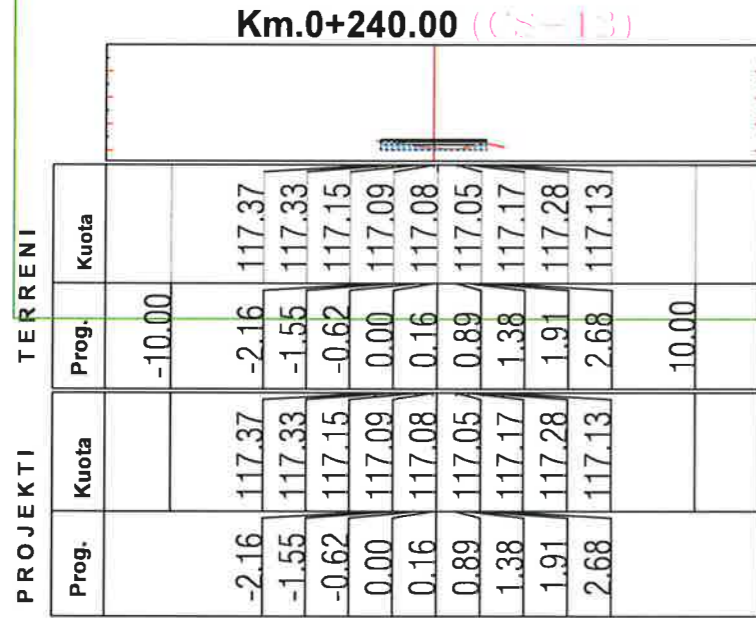 Km.0+240.00 (CS-13)
TERRENI
Kuota 117.37 117.33 117.15 117.09 117.08 117.05 117.17 117.28 117.13
Prog. -10.00 -2.16 -1.55 -0.62 0.00 0.16 0.89 1.38 1.91 2.68 10.00
PROJEKTI
Kuota 117.37 117.33 117.15 117.09 117.08 117.05 117.17 117.28 117.13
Prog. -2.16 -1.55 -0.62 0.00 0.16 0.89 1.38 1.91 2.68